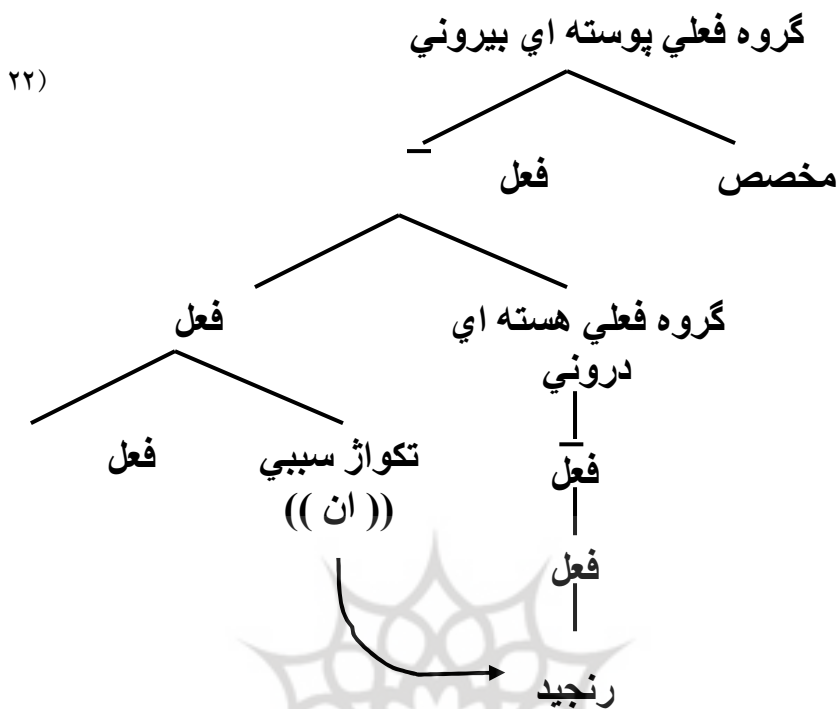 گروه فعلي پوسته اي بيروني
(۲۲
مخصص
فعل
گروه فعلي هسته اي
دروني
فعل
تكواژ سببي
(( ان ))
فعل
فعل
فعل
رنجيد